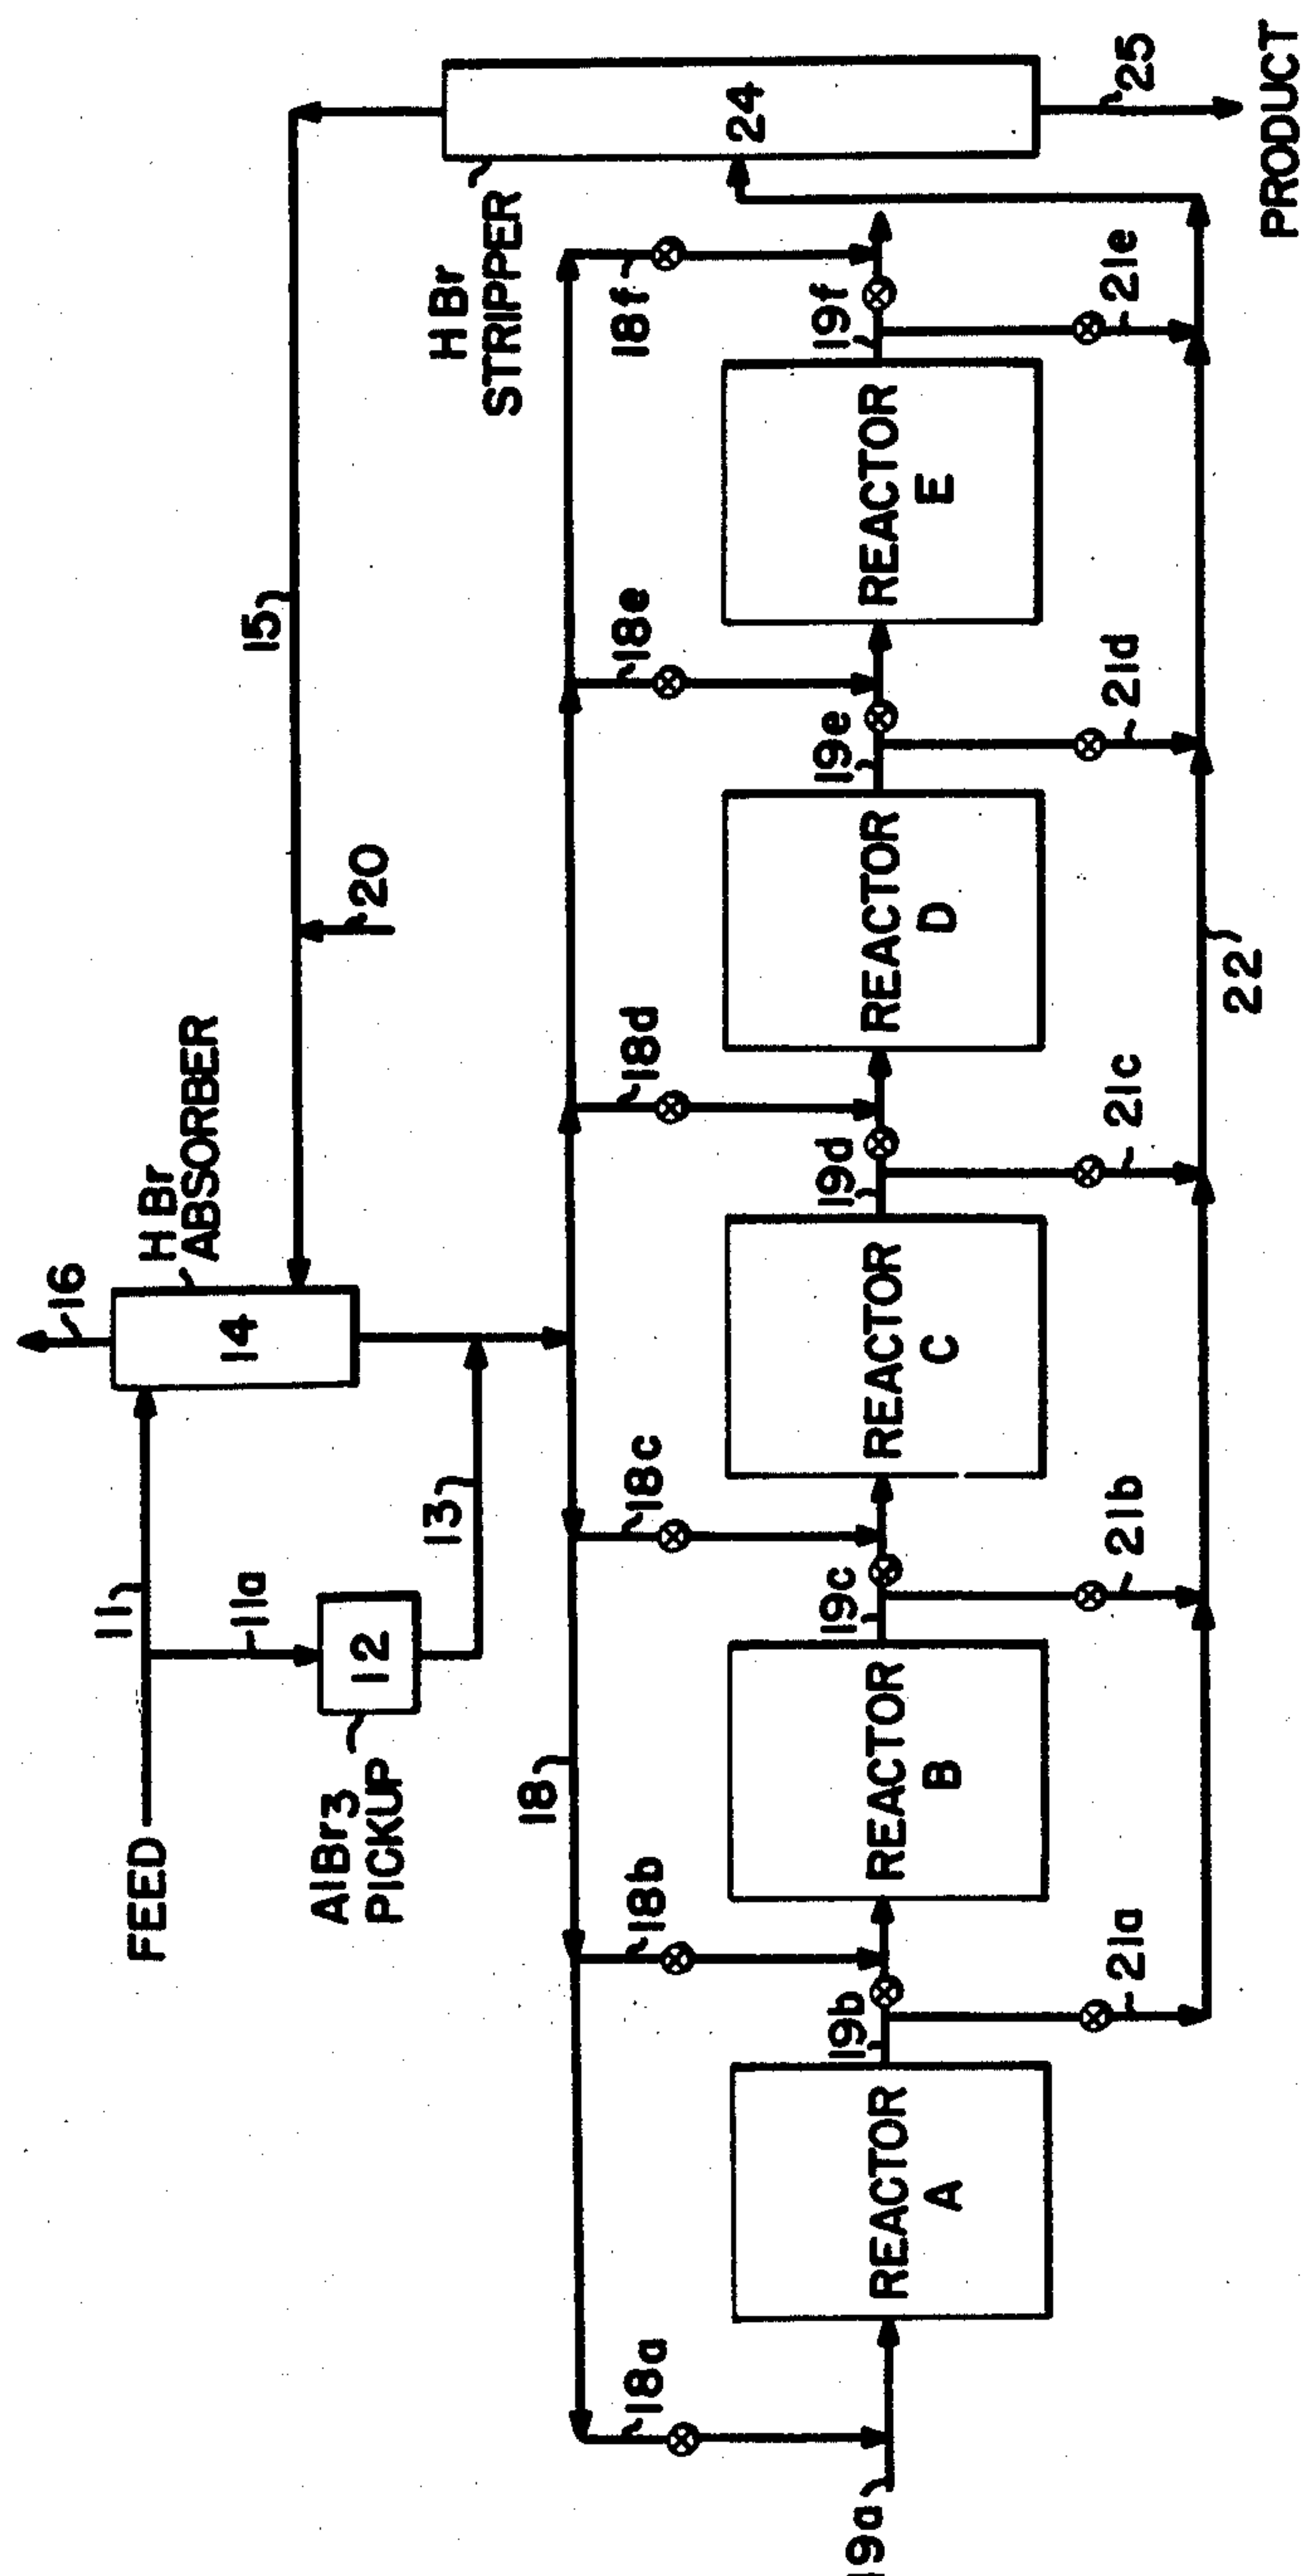 FEED
11
11a
AlBr3
PICKUP
12
13
16
HBr
ABSORBER
14
15
20
HBr
STRIPPER
24
25
PRODUCT
18
18a
18b
18c
18d
18e
18f
19a
REACTOR
A
19b
REACTOR
B
19c
REACTOR
C
19d
REACTOR
D
19e
REACTOR
E
19f
21a
21b
21c
21d
21e
22